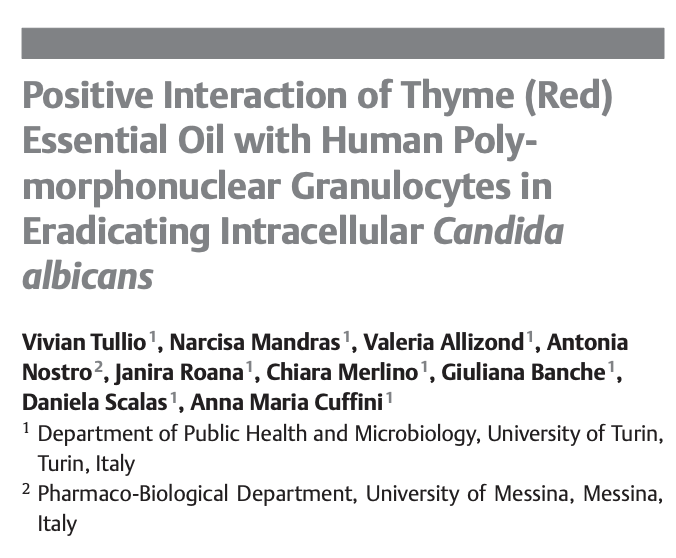 Positive Interaction of Thyme (Red)
Essential Oil with Human Poly-
morphonuclear Granulocytes in
Eradicating Intracellular Candida
albicans
Vivian Tullio¹, Narcisa Mandras¹, Valeria Allizond¹, Antonia
Nostro², Janira Roana¹, Chiara Merlino¹, Giuliana Banche¹,
Daniela Scalas¹, Anna Maria Cuffini¹
¹ Department of Public Health and Microbiology, University of Turin,
Turin, Italy
² Pharmaco-Biological Department, University of Messina, Messina,
Italy